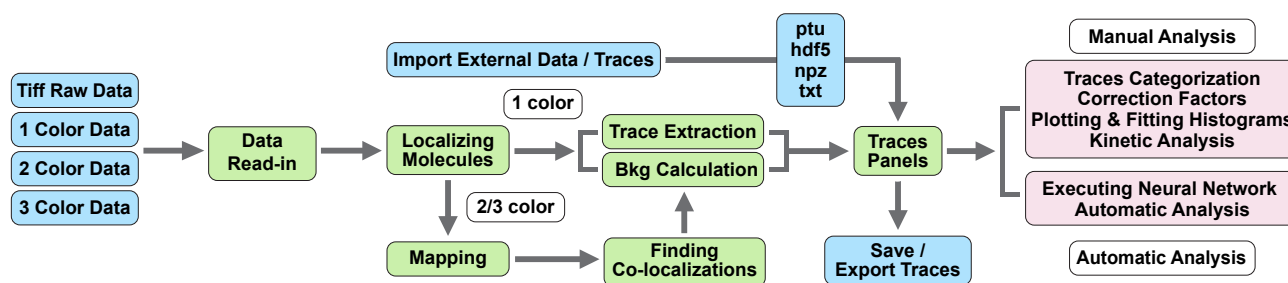 Tiff Raw Data
1 Color Data
2 Color Data
3 Color Data
Data
Read-in
Import External Data / Traces
ptu
hdf5
npz
txt
Localizing
Molecules
1 color
2/3 color
Mapping
Finding
Co-localizations
Trace Extraction
Bkg Calculation
Traces
Panels
Save /
Export Traces
Manual Analysis
Traces Categorization
Correction Factors
Plotting & Fitting Histograms
Kinetic Analysis
Executing Neural Network
Automatic Analysis
Automatic Analysis